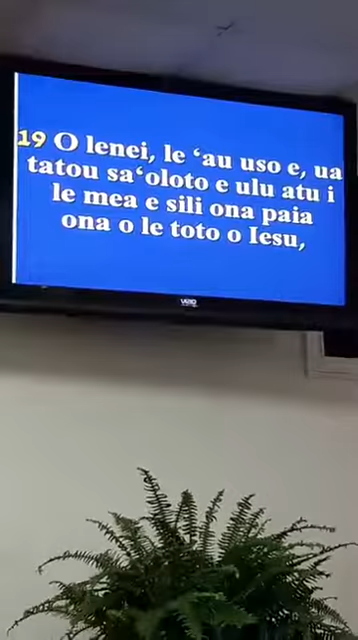 19 O lenei, le ‘au uso e, ua
tatou sa‘oloto e ulu atu i
le mea e sili ona paia
ona o le toto o Iesu,
VIZIO